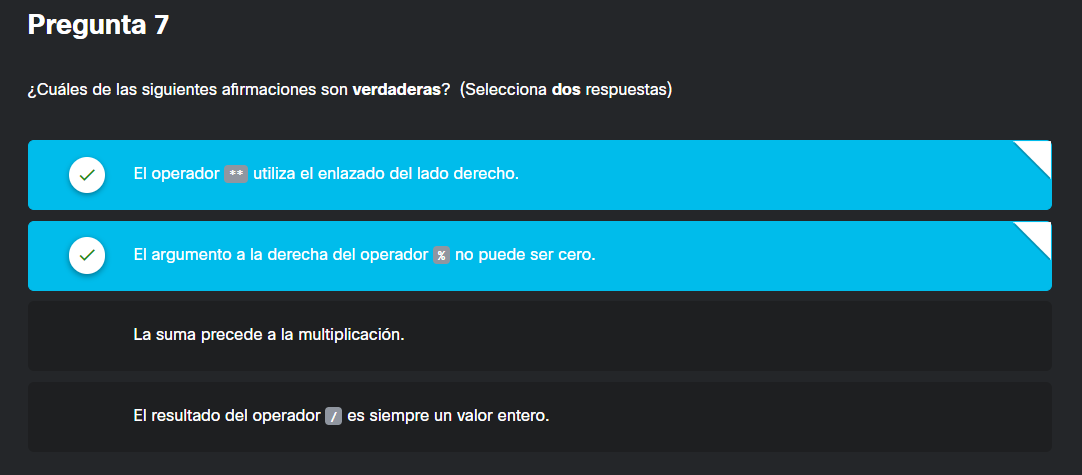 Pregunta 7
¿Cuáles de las siguientes afirmaciones son verdaderas? (Selecciona dos respuestas)
El operador ** utiliza el enlazado del lado derecho.
El argumento a la derecha del operador % no puede ser cero.
La suma precede a la multiplicación.
El resultado del operador / es siempre un valor entero.